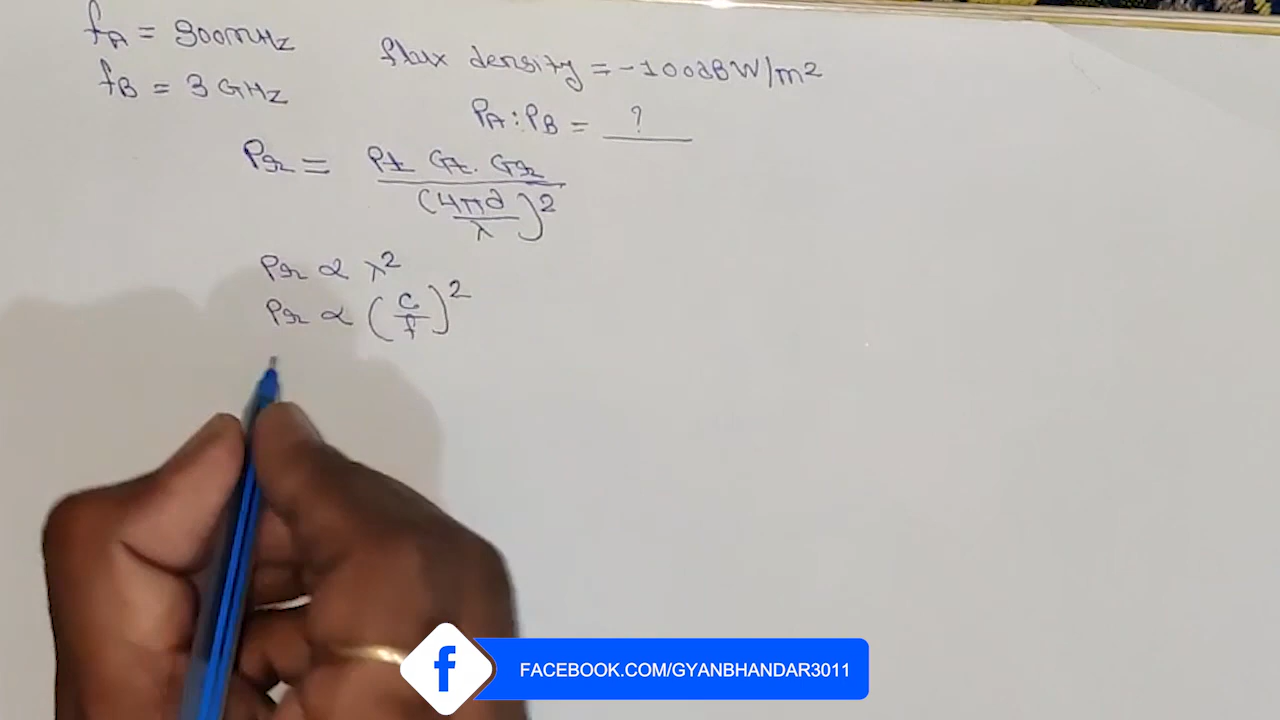 fA = 900MHz
flux density = -100dBW/m2
fB = 3 GHz
PA : PB = ?
Pr = Pt Gt. Gr / (4πd/λ)2
Pr ∝ λ2
Pr ∝ (c/f)2
FACEBOOK.COM/GYANBHANDAR3011